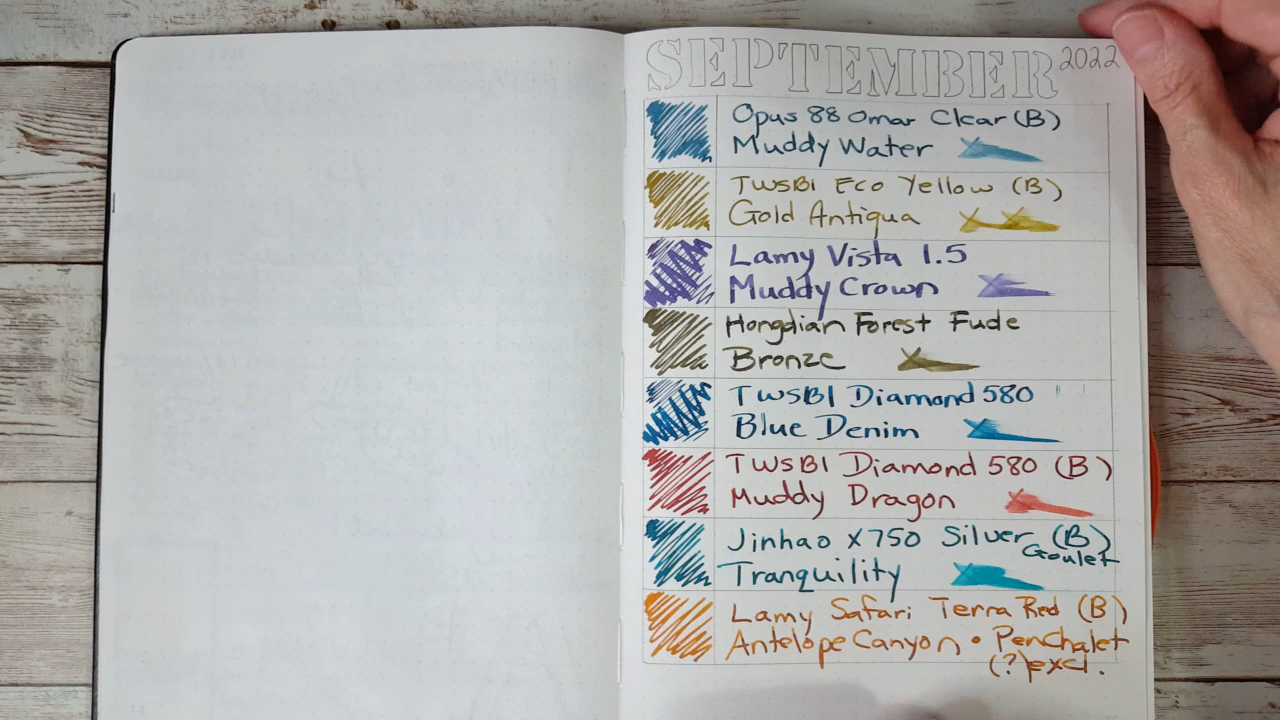 SEPTEMBER 2022
Opus 88 Omar Clear (B)
Muddy Water
TWSBI Eco Yellow (B)
Gold Antiqua
Lamy Vista 1.5
Muddy Crown
Hongdian Forest Fude
Bronze
TWSBI Diamond 580
Blue Denim
TWSBI Diamond 580 (B)
Muddy Dragon
Jinhao X750 Silver (B)
Goulet
Tranquility
Lamy Safari Terra Red (B)
Antelope Canyon • PenChalet
(?) excl.